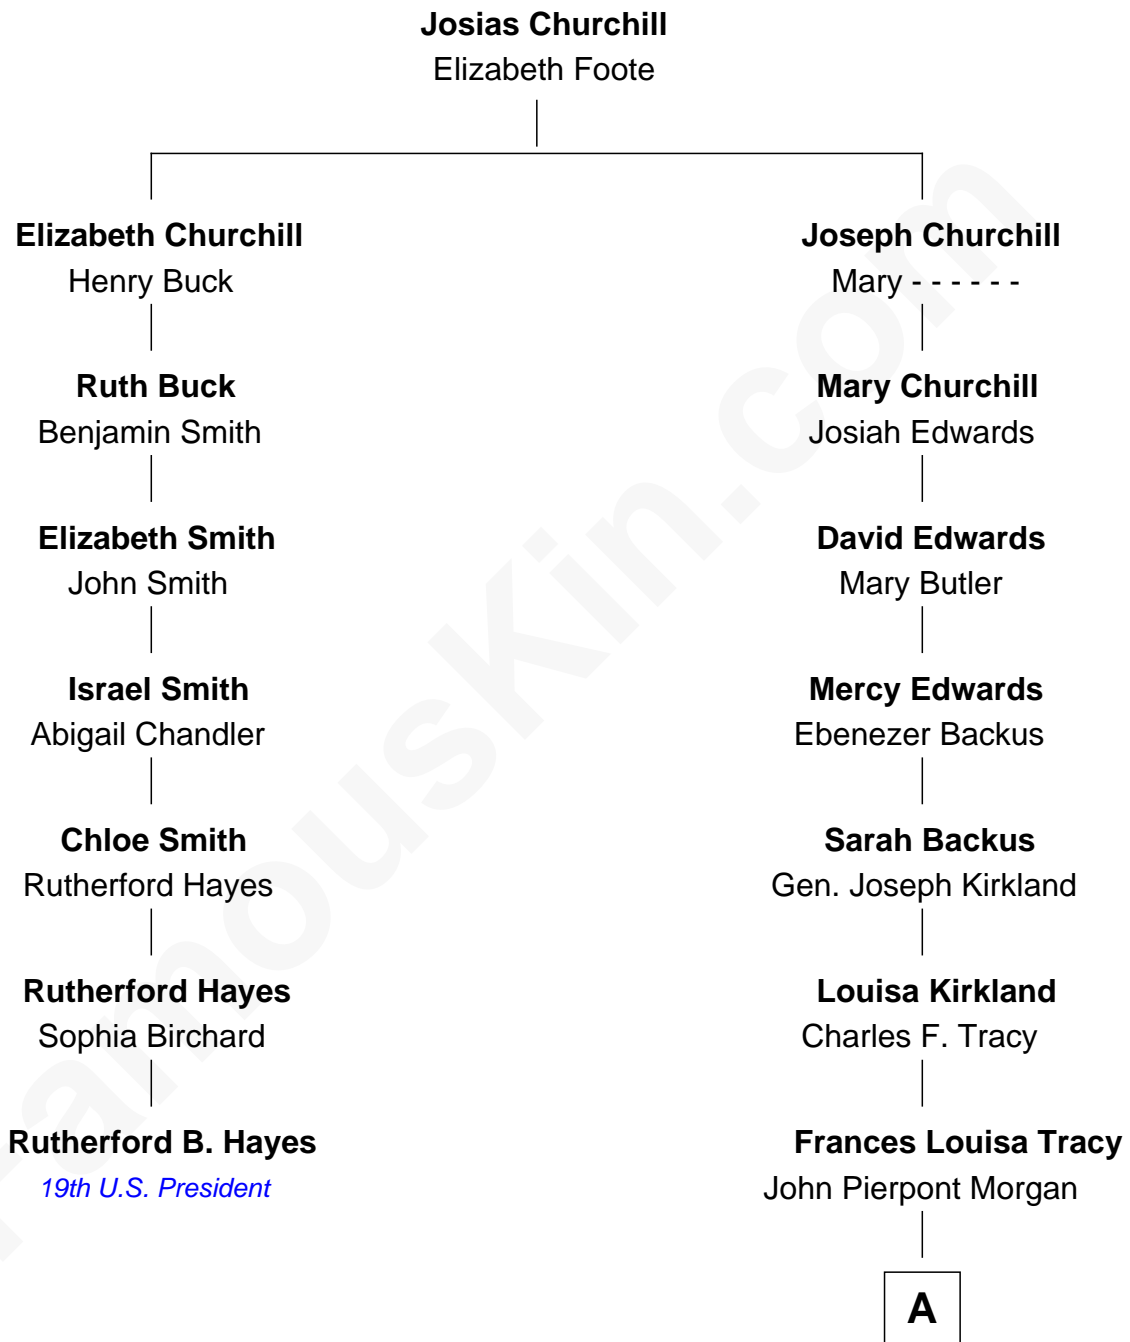 Josias Churchill
Elizabeth Foote
Elizabeth Churchill
Henry Buck
Ruth Buck
Benjamin Smith
Elizabeth Smith
John Smith
Israel Smith
Abigail Chandler
Chloe Smith
Rutherford Hayes
Rutherford Hayes
Sophia Birchard
Rutherford B. Hayes
19th U.S. President
Joseph Churchill
Mary - - - - - -
Mary Churchill
Josiah Edwards
David Edwards
Mary Butler
Mercy Edwards
Ebenezer Backus
Sarah Backus
Gen. Joseph Kirkland
Louisa Kirkland
Charles F. Tracy
Frances Louisa Tracy
John Pierpont Morgan
A
FamousKin.com